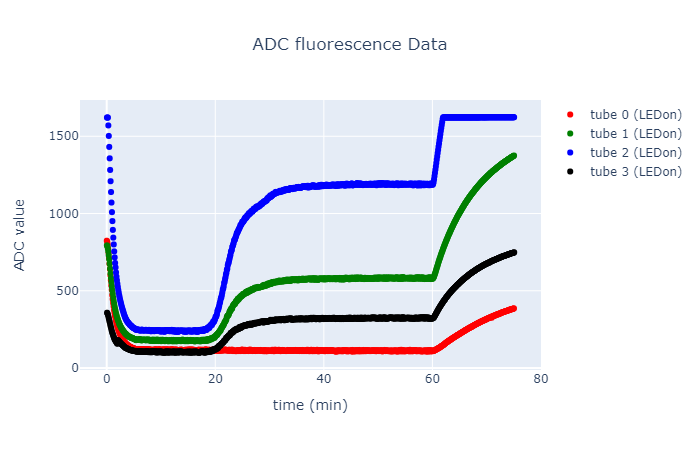 ADC fluorescence Data
tube 0 (LEDon)
tube 1 (LEDon)
tube 2 (LEDon)
tube 3 (LEDon)
ADC value
1500
1000
500
0
0 20 40 60 80
time (min)